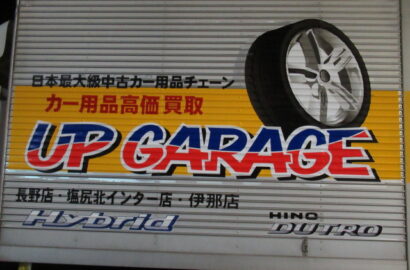 日本最大級中古カー用品チェーン
カー用品高価買取
UP GARAGE
長野店・塩尻北インター店・伊那店
Hybrid
HINO
DUTRO